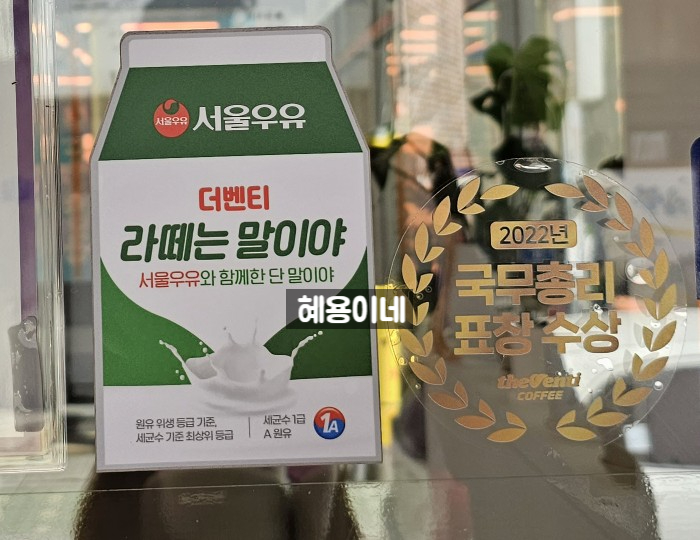 서울우유
서울우유
더벤티
라떼는 말이야
서울우유와 함께한 단 말이야
혜용이네
원유 위생 등급 기준,
세균수 기준 최상위 등급
세균수 1급
A 원유
1A
2022년
국무총리
표창 수상
theVenti
COFFEE